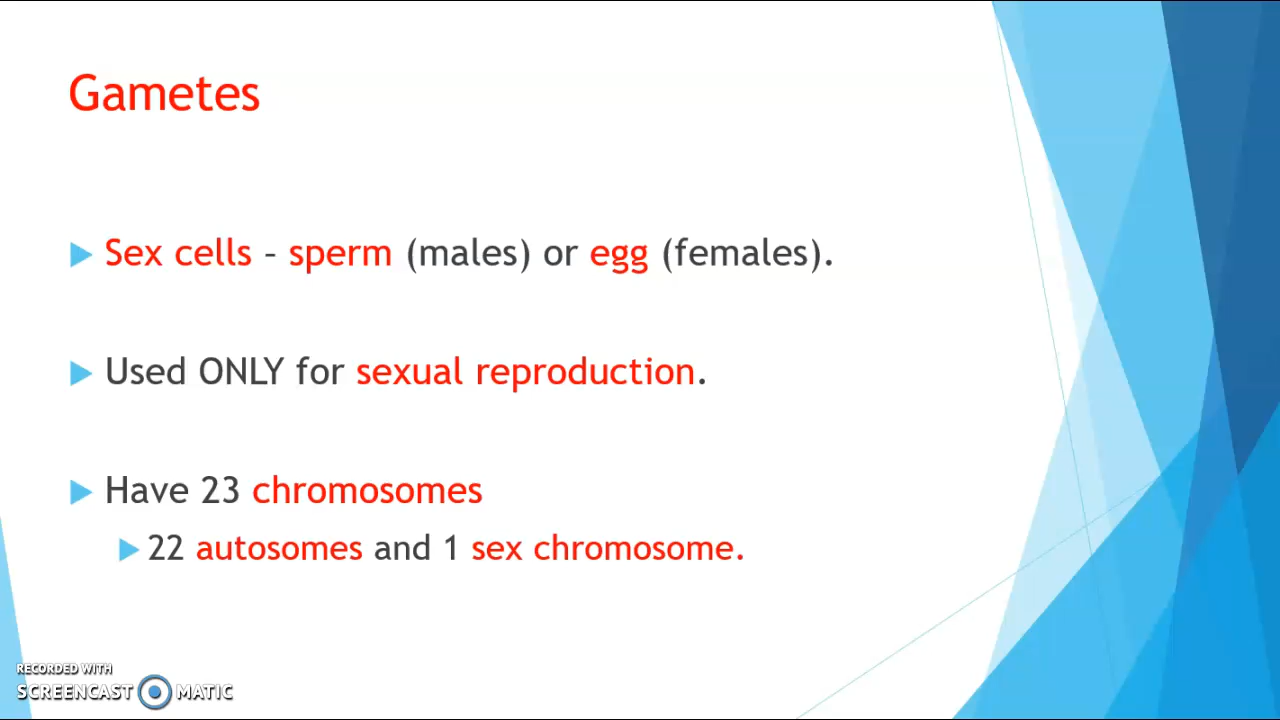 Gametes
Sex cells – sperm (males) or egg (females).
Used ONLY for sexual reproduction.
Have 23 chromosomes
22 autosomes and 1 sex chromosome.
RECORDED WITH
SCREENCAST MATIC